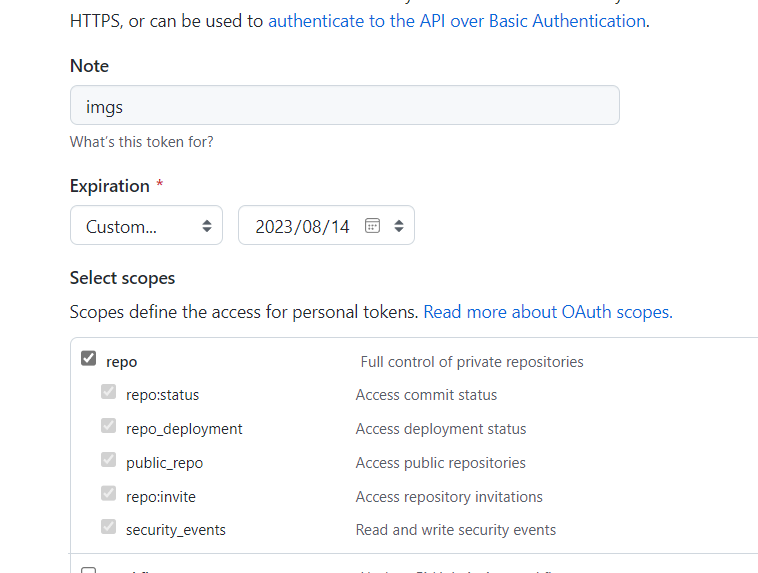 HTTPS, or can be used to authenticate to the API over Basic Authentication.
Note
imgs
What's this token for?
Expiration *
Custom...
2023/08/14
Select scopes
Scopes define the access for personal tokens. Read more about OAuth scopes.
repo Full control of private repositories
repo:status Access commit status
repo_deployment Access deployment status
public_repo Access public repositories
repo:invite Access repository invitations
security_events Read and write security events